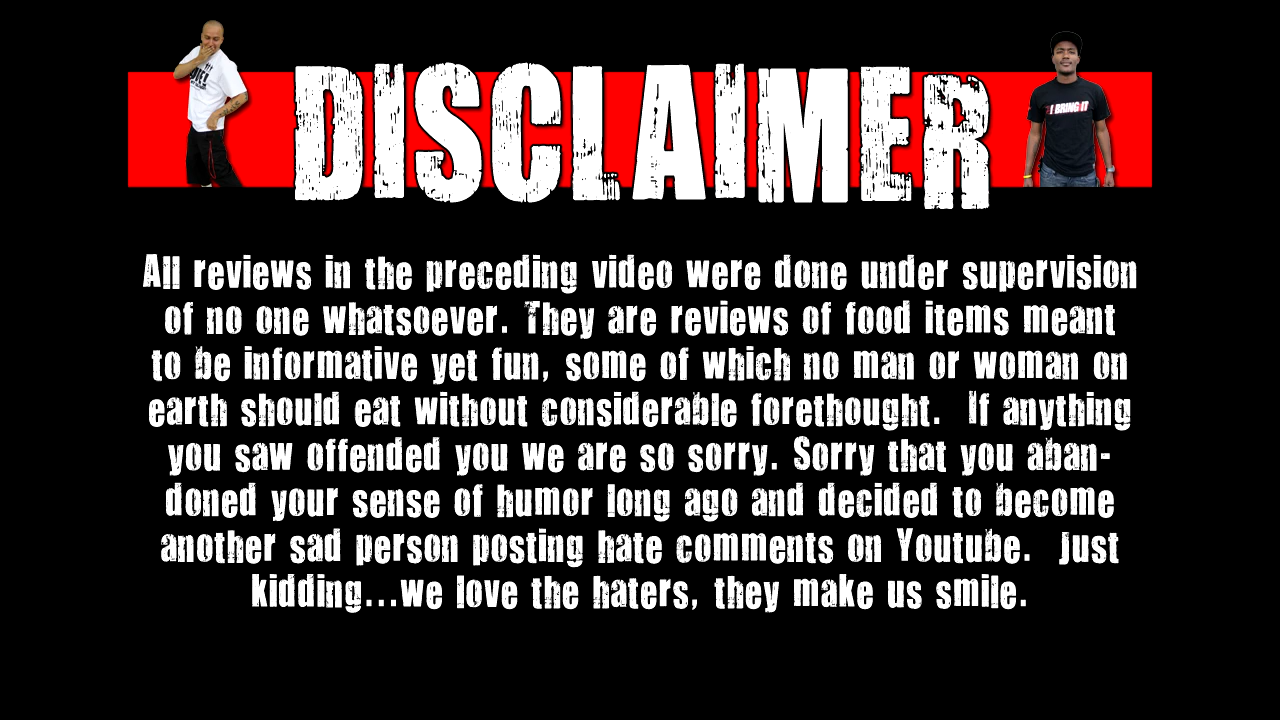 DISCLAIMER
I BRING IT
All reviews in the preceding video were done under supervision
of no one whatsoever. They are reviews of food items meant
to be informative yet fun, some of which no man or woman on
earth should eat without considerable forethought. If anything
you saw offended you we are so sorry. Sorry that you aban-
doned your sense of humor long ago and decided to become
another sad person posting hate comments on Youtube. Just
kidding...we love the haters, they make us smile.